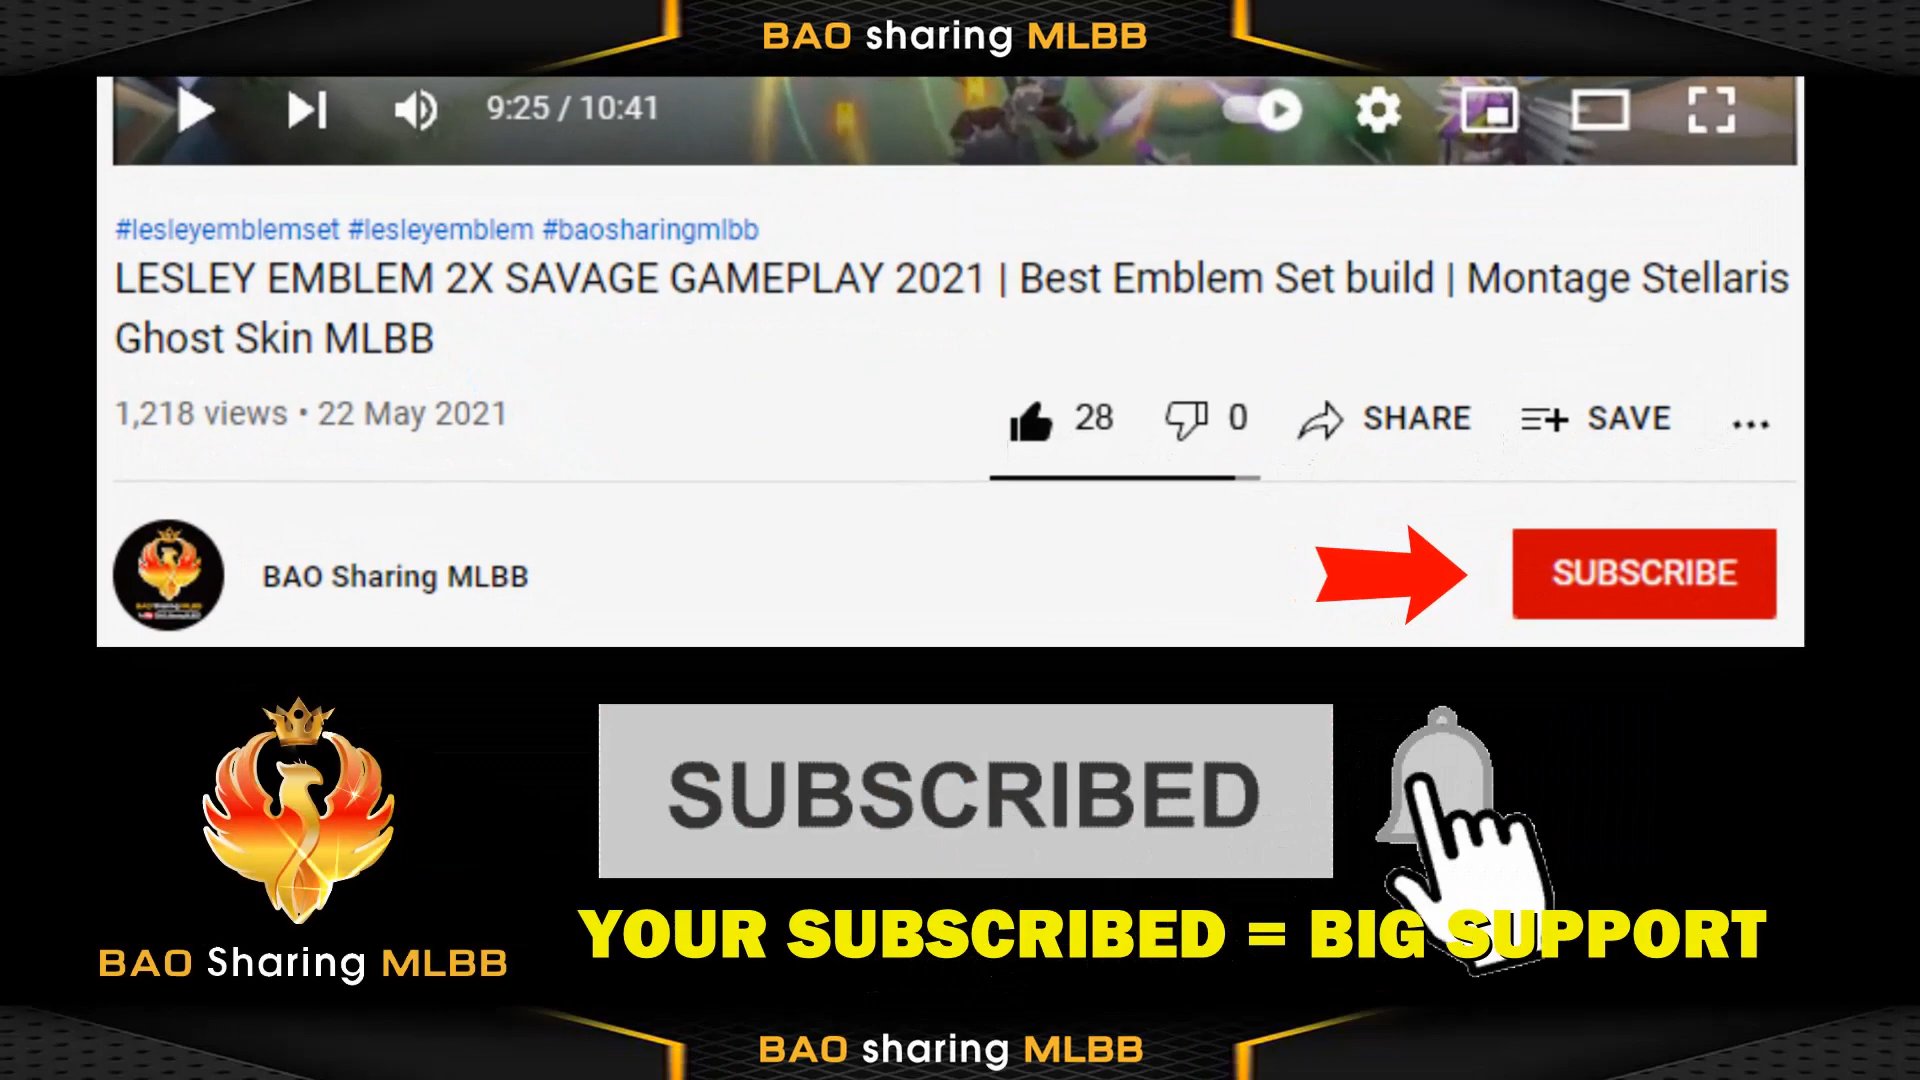 BAO sharing MLBB
9:25 / 10:41
#lesleyemblemset #lesleyemblem #baosharingmlbb
LESLEY EMBLEM 2X SAVAGE GAMEPLAY 2021 | Best Emblem Set build | Montage Stellaris
Ghost Skin MLBB
1,218 views • 22 May 2021
28
0
SHARE
SAVE
BAO Sharing MLBB
SUBSCRIBE
SUBSCRIBED
YOUR SUBSCRIBED = BIG SUPPORT
BAO Sharing MLBB
BAO sharing MLBB